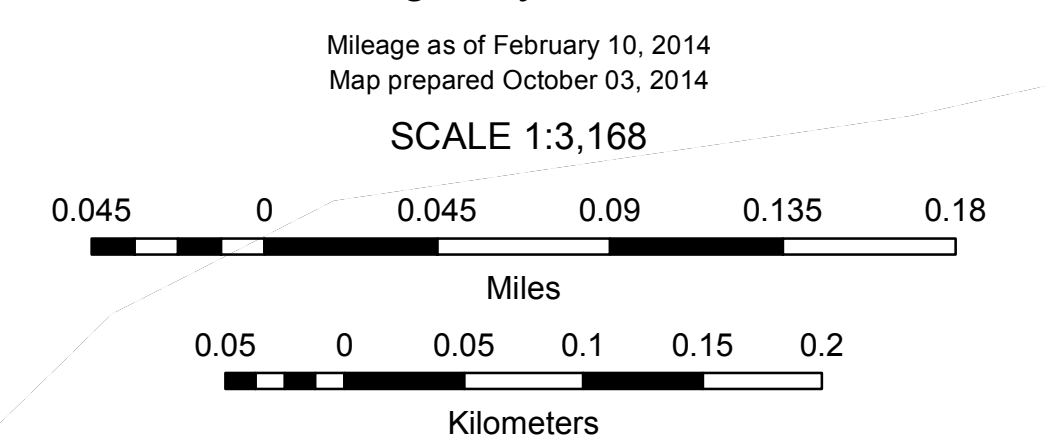 Mileage as of February 10, 2014
Map prepared October 03, 2014
SCALE 1:3,168
0.045 0 0.045 0.09 0.135 0.18
Miles
0.05 0 0.05 0.1 0.15 0.2
Kilometers